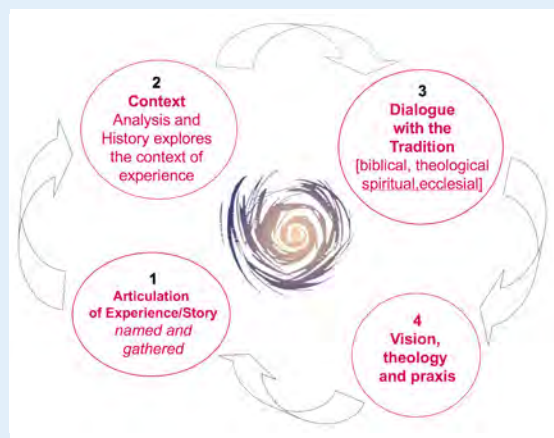 1
Articulation
of Experience/Story
named and
gathered
2
Context
Analysis and
History explores
the context of
experience
3
Dialogue
with the
Tradition
[biblical, theological
spiritual,ecclesial]
4
Vision,
theology
and praxis